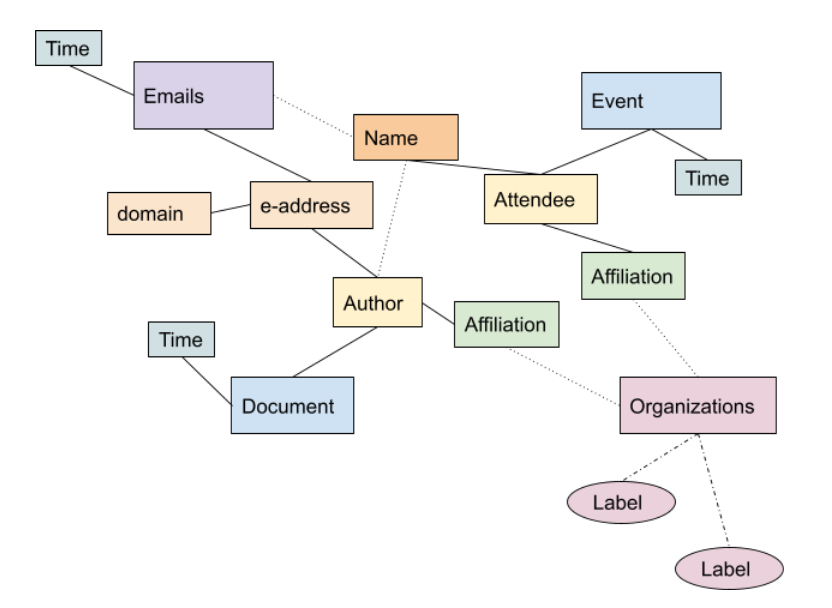 Time
Emails
Event
Name
Time
Attendee
domain
e-address
Affiliation
Author
Affiliation
Time
Document
Organizations
Label
Label